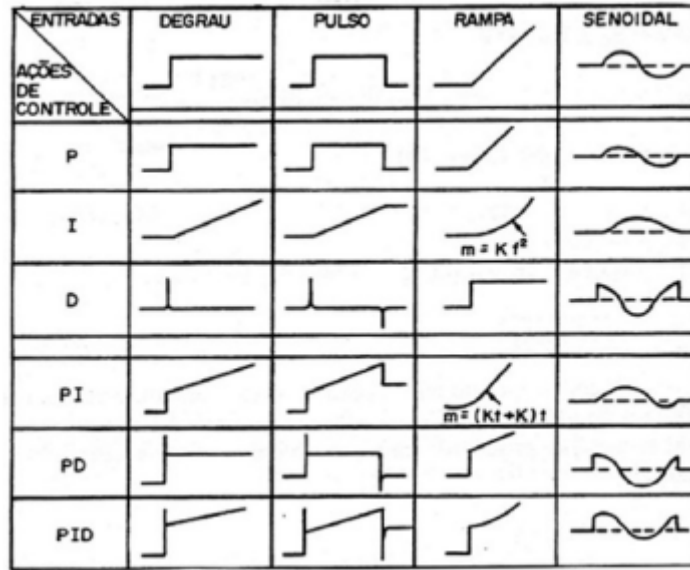 ENTRADAS
AÇÕES
DE
CONTROLE
DEGRAU
PULSO
RAMPA
SENOIDAL
P
I
m = K t²
D
PI
m = (Kt+K) t
PD
PID